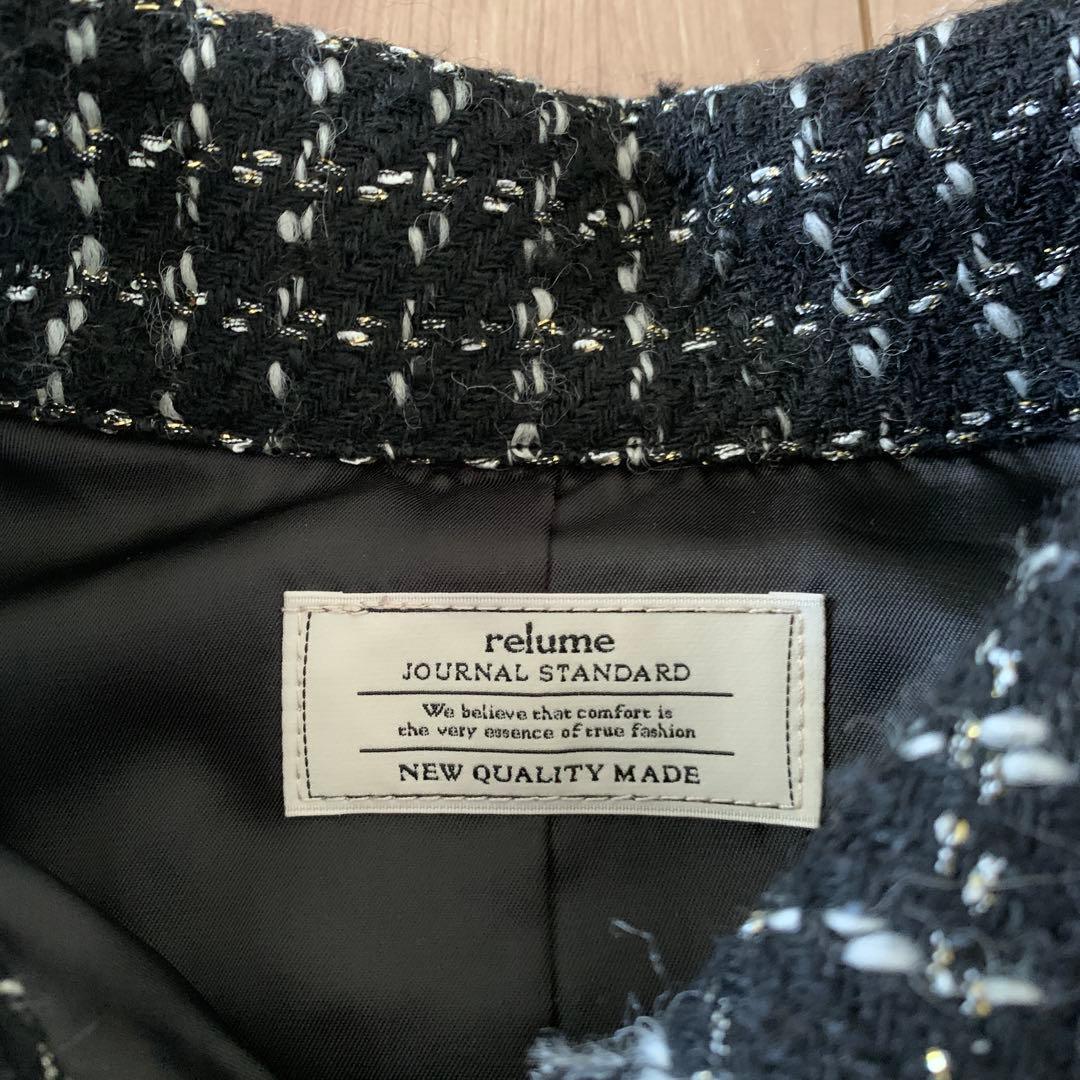 relume
JOURNAL STANDARD
We believe that comfort is
the very essence of true fashion
NEW QUALITY MADE